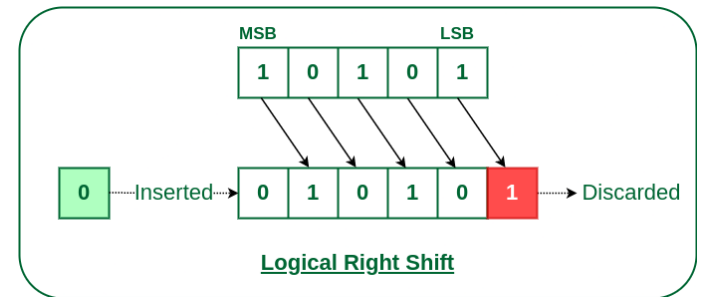 MSB LSB
1 0 1 0 1
0 Inserted 0 1 0 1 0 1 Discarded
Logical Right Shift